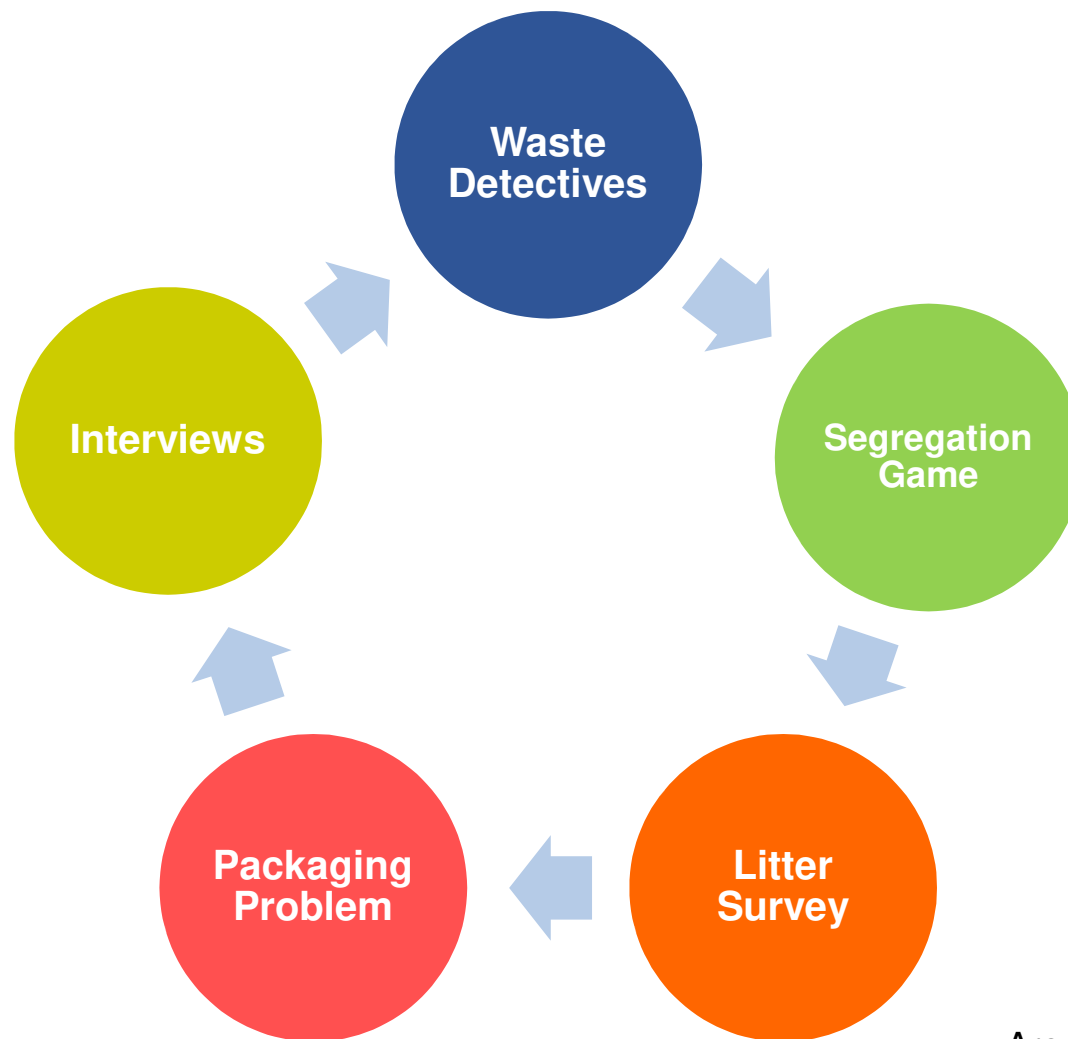 Waste
Detectives
Segregation
Game
Litter
Survey
Packaging
Problem
Interviews